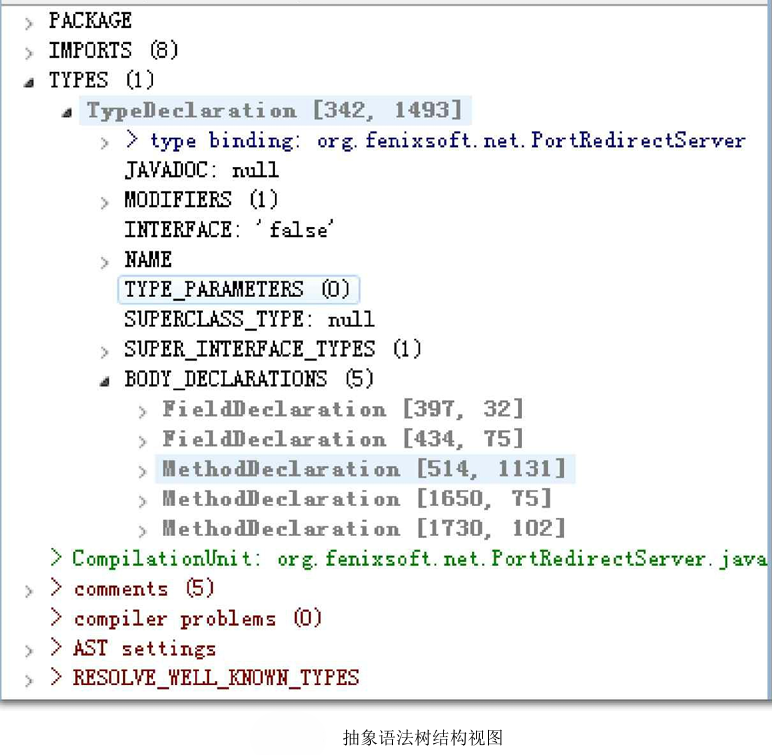 PACKAGE
IMPORTS (8)
TYPES (1)
TypeDeclaration [342, 1493]
> type binding: org.fenixsoft.net.PortRedirectServer
JAVADOC: null
MODIFIERS (1)
INTERFACE: 'false'
NAME
TYPE_PARAMETERS (0)
SUPERCLASS_TYPE: null
SUPER_INTERFACE_TYPES (1)
BODY_DECLARATIONS (5)
FieldDeclaration [397, 32]
FieldDeclaration [434, 75]
MethodDeclaration [514, 1131]
MethodDeclaration [1650, 75]
MethodDeclaration [1730, 102]
> CompilationUnit: org.fenixsoft.net.PortRedirectServer.java
> comments (5)
> compiler problems (0)
> AST settings
> RESOLVE_WELL_KNOWN_TYPES
抽象语法树结构视图